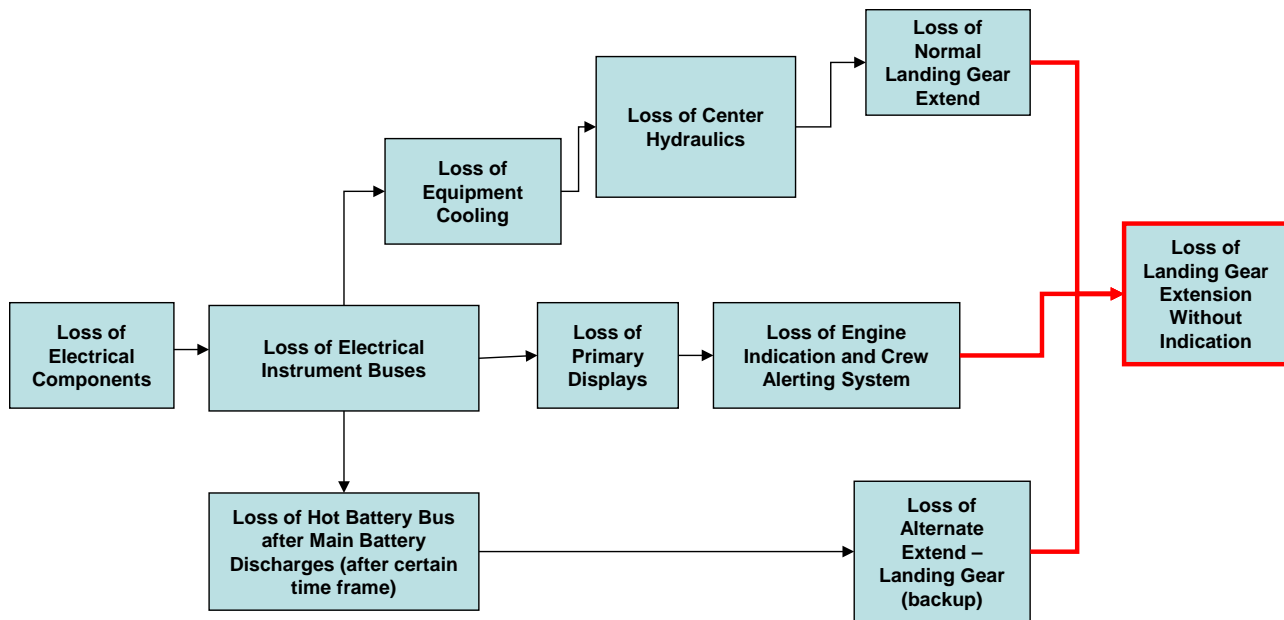 Loss of
Normal
Landing Gear
Extend
Loss of Center
Hydraulics
Loss of
Equipment
Cooling
Loss of
Landing Gear
Extension
Without
Indication
Loss of
Electrical
Components
Loss of Electrical
Instrument Buses
Loss of
Primary
Displays
Loss of Engine
Indication and Crew
Alerting System
Loss of Hot Battery Bus
after Main Battery
Discharges (after certain
time frame)
Loss of
Alternate
Extend –
Landing Gear
(backup)